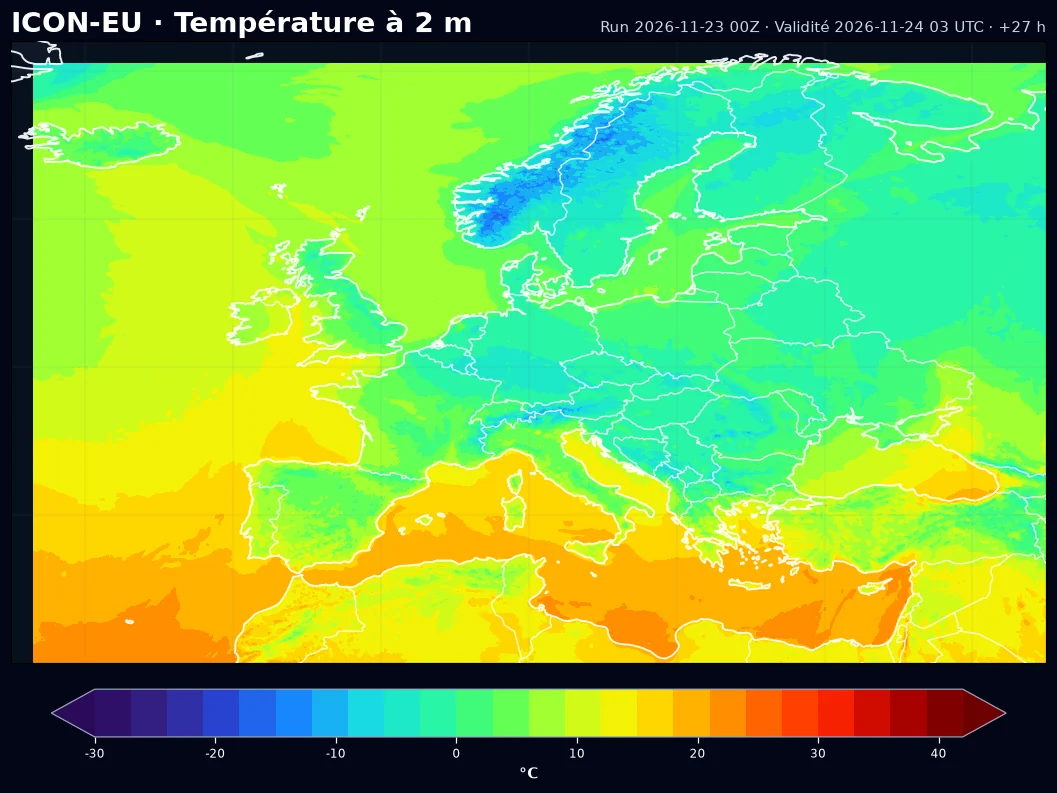 ICON-EU · Température à 2 m
Run 2026-11-23 00Z · Validité 2026-11-24 03 UTC · +27 h
-30 -20 -10 0 10 20 30 40
°C